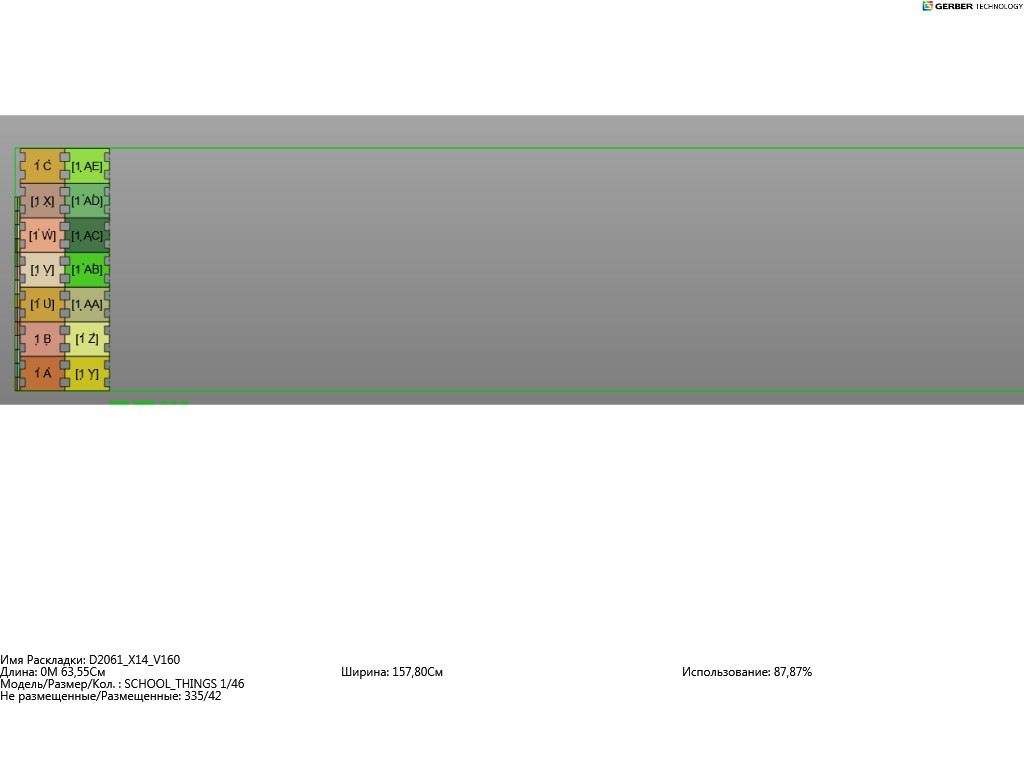 GERBER TECHNOLOGY
1 C [1 AE]
[1 X] [1 AD]
[1 W] [1 AC]
[1 V] [1 AB]
[1 U] [1 AA]
1 B [1 Z]
1 A [1 Y]
Имя Раскладки: D2061_X14_V160
Длина: 0М 63,55См Ширина: 157,80См Использование: 87,87%
Модель/Размер/Кол. : SCHOOL_THINGS 1/46
Не размещенные/Размещенные: 335/42